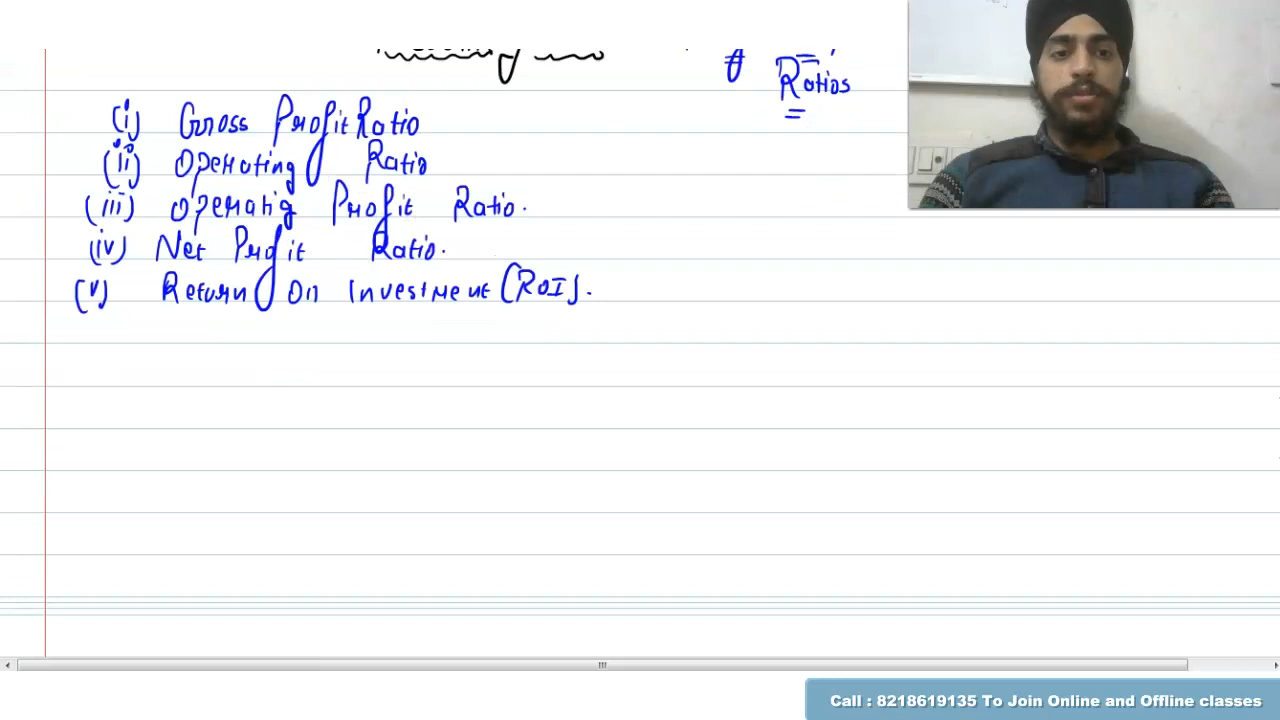 Ratios
(i) Gross Profit Ratio
(ii) Operating Ratio
(iii) Operatig Profit Ratio.
(iv) Net Profit Ratio.
(v) Return On Investment (ROI).
Call : 8218619135 To Join Online and Offline classes